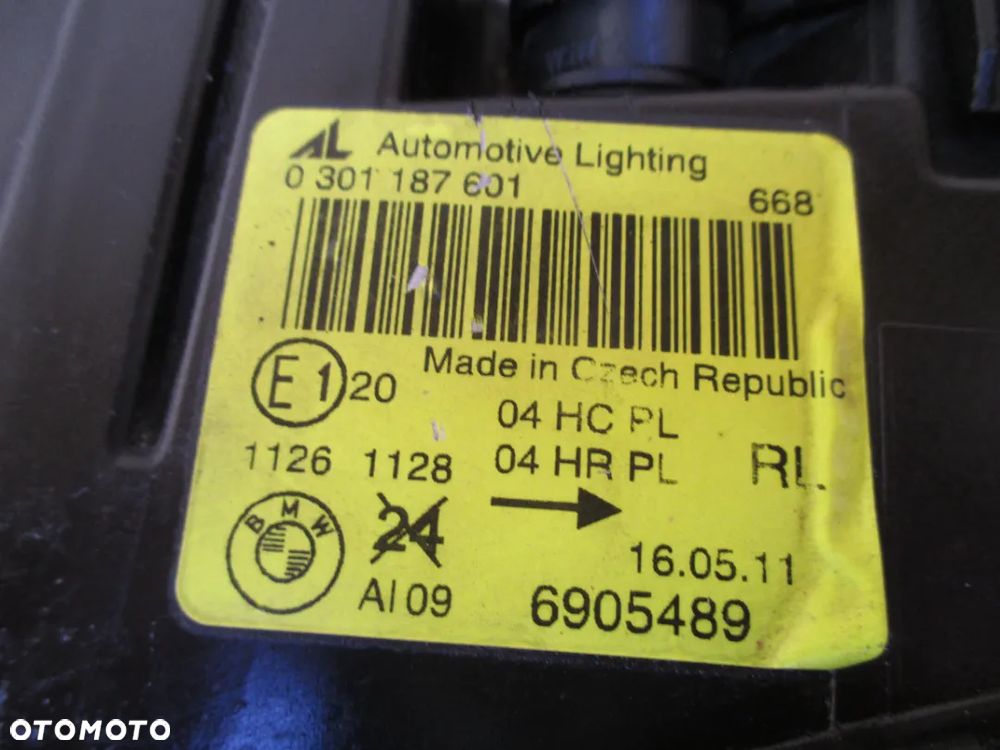 AL Automotive Lighting
0 301 187 601 668
Made in Czech Republic
E1 20
04 HC PL
1126 1128 04 HR PL RL
BMW 24
16.05.11
AI 09 6905489
OTOMOTO